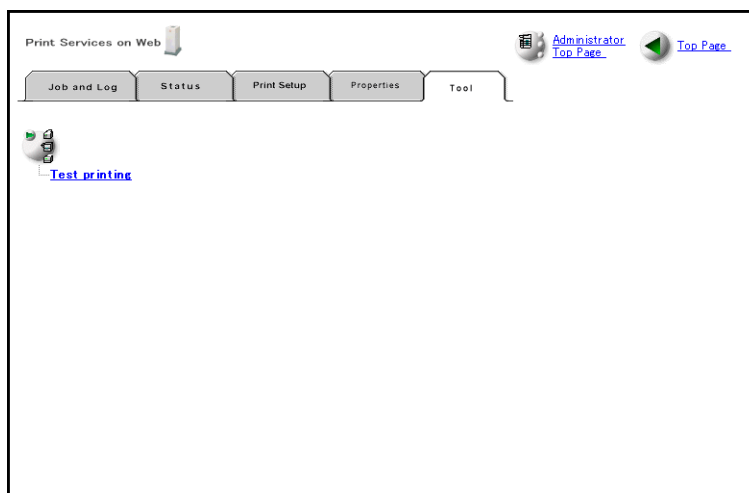 Print Services on Web
Administrator
Top Page
Top Page
Job and Log
Status
Print Setup
Properties
Tool
Test printing